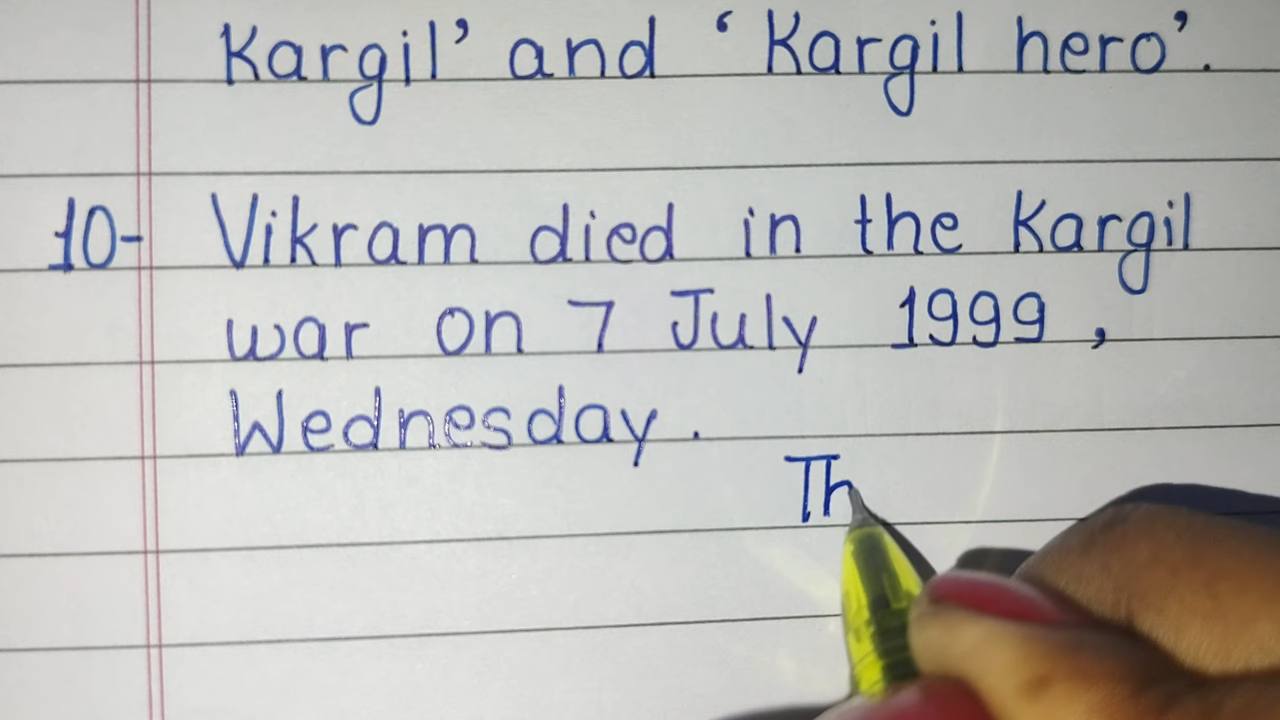 Kargil’ and ‘Kargil hero’.
10- Vikram died in the Kargil
war on 7 July 1999,
Wednesday.
Th